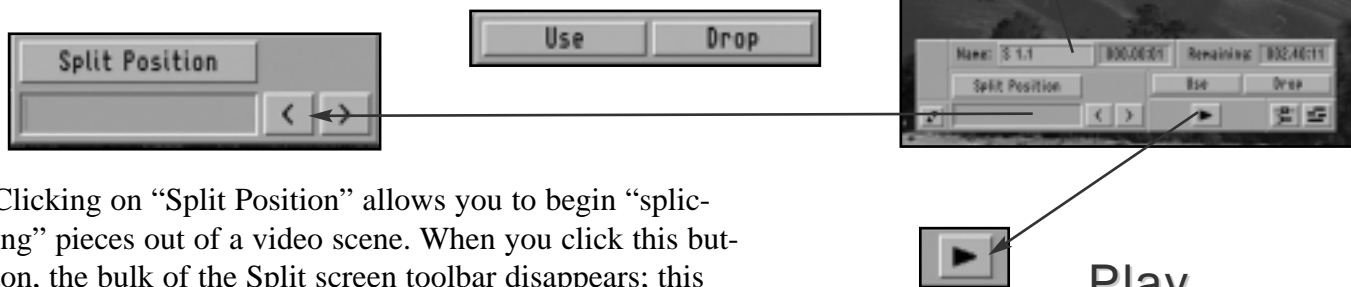 Split Position
< >
Use Drop
Name: S 1.1 000.00:01 Remaining: 002.40:11
Split Position Use Drop
< >
Clicking on “Split Position” allows you to begin “splic-
ng” pieces out of a video scene. When you click this but-
on, the bulk of the Split screen toolbar disappears; this
Play